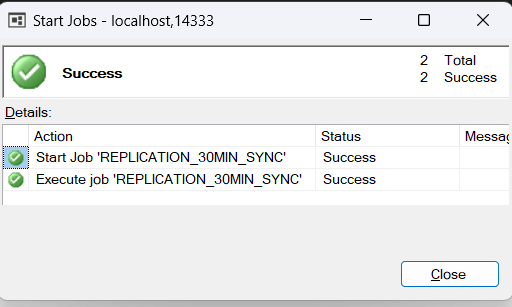 Start Jobs - localhost,14333
Success
2 Total
2 Success
Details:
Action Status Messag
Start Job 'REPLICATION_30MIN_SYNC' Success
Execute job 'REPLICATION_30MIN_SYNC' Success
Close